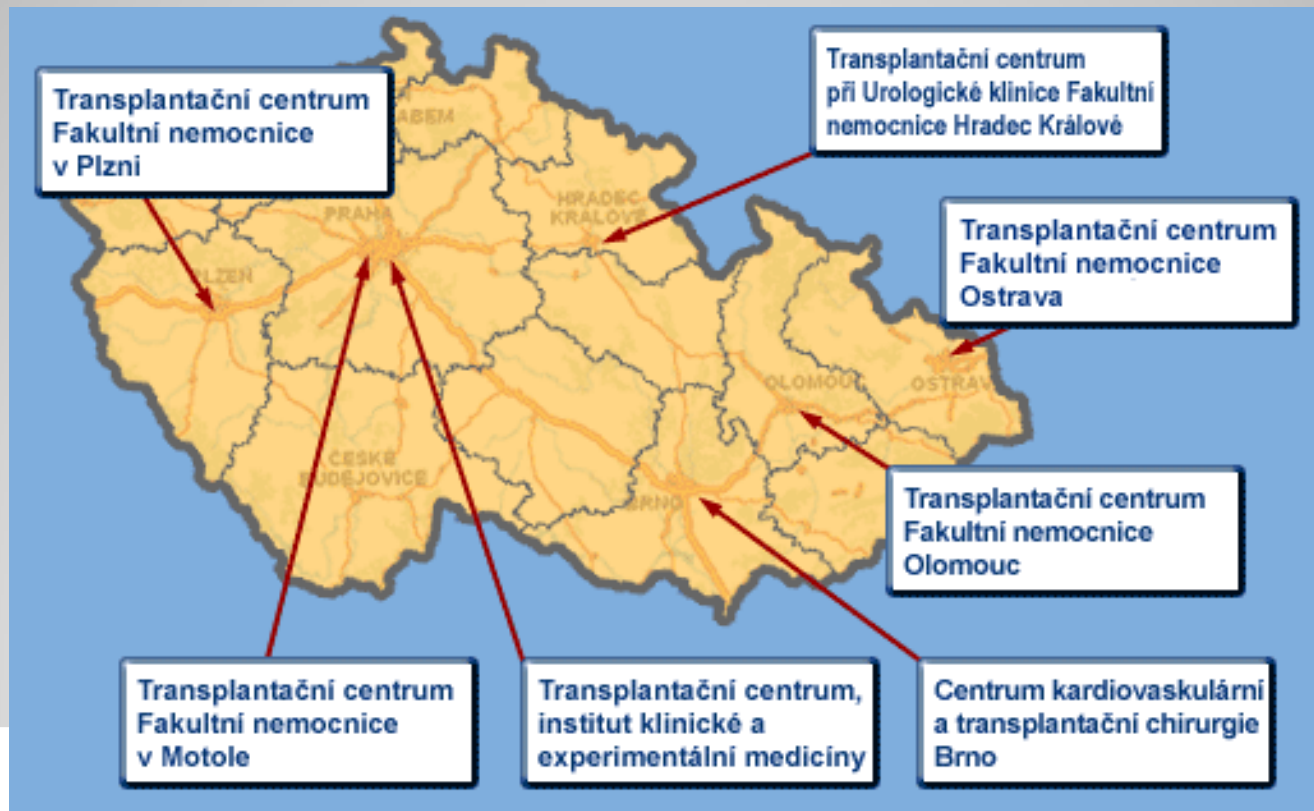 Transplantační centrum
Fakultní nemocnice
v Plzni
Transplantační centrum
při Urologické klinice Fakultní
nemocnice Hradec Králové
Transplantační centrum
Fakultní nemocnice
Ostrava
ABEM
PRAHA
HRADEC
KRÁLOVÉ
PLZEŇ
OLOMOUC
OSTRAV
ČESKÉ
BUDĚJOVICE
BRNO
Transplantační centrum
Fakultní nemocnice
Olomouc
Transplantační centrum
Fakultní nemocnice
v Motole
Transplantační centrum,
institut klinické a
experimentální medicíny
Centrum kardiovaskulární
a transplantační chirurgie
Brno